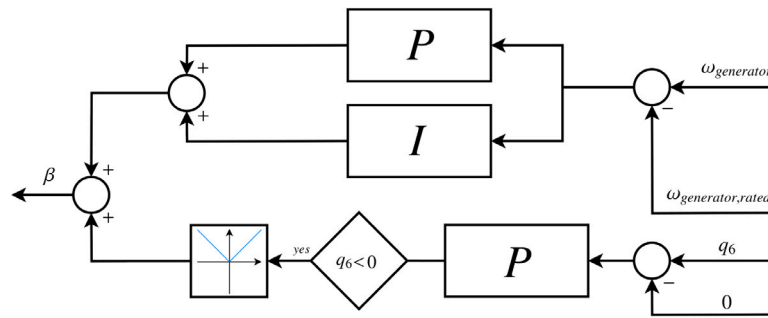 P
ω_generator
+
+
−
I
β
+
+
ω_generator,rated
yes
q_6<0
P
q_6
−
0